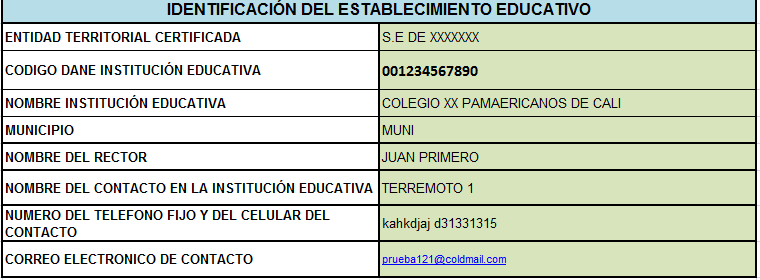 IDENTIFICACIÓN DEL ESTABLECIMIENTO EDUCATIVO
ENTIDAD TERRITORIAL CERTIFICADA S.E DE XXXXXXX
CODIGO DANE INSTITUCIÓN EDUCATIVA 001234567890
NOMBRE INSTITUCIÓN EDUCATIVA COLEGIO XX PAMAERICANOS DE CALI
MUNICIPIO MUNI
NOMBRE DEL RECTOR JUAN PRIMERO
NOMBRE DEL CONTACTO EN LA INSTITUCIÓN EDUCATIVA TERREMOTO 1
NUMERO DEL TELEFONO FIJO Y DEL CELULAR DEL
CONTACTO kahkdjaj d31331315
CORREO ELECTRONICO DE CONTACTO prueba121@coldmail.com